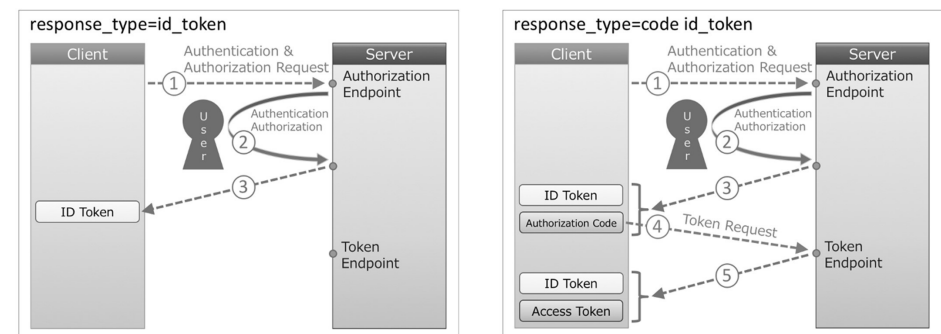 response_type=id_token
Client
Authentication &
Authorization Request
Server
1
Authorization
Endpoint
User
Authentication
Authorization
2
3
ID Token
Token
Endpoint
response_type=code id_token
Client
Authentication &
Authorization Request
Server
1
Authorization
Endpoint
User
Authentication
Authorization
2
3
ID Token
Authorization Code
4
Token Request
Token
Endpoint
5
ID Token
Access Token